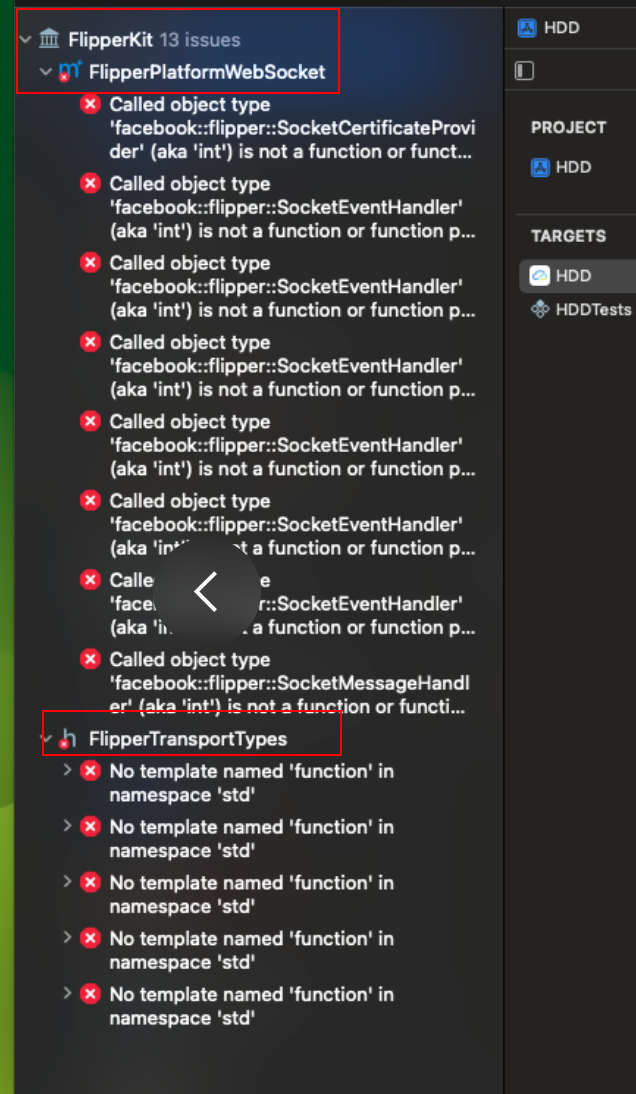 FlipperKit 13 issues
HDD
FlipperPlatformWebSocket
Called object type
'facebook::flipper::SocketCertificateProvi
der' (aka 'int') is not a function or funct...
PROJECT
HDD
Called object type
'facebook::flipper::SocketEventHandler'
(aka 'int') is not a function or function p...
TARGETS
HDD
HDDTests
Called object type
'facebook::flipper::SocketEventHandler'
(aka 'int') is not a function or function p...
Called object type
'facebook::flipper::SocketEventHandler'
(aka 'int') is not a function or function p...
Called object type
'facebook::flipper::SocketEventHandler'
(aka 'int') is not a function or function p...
Called object type
'facebook::flipper::SocketEventHandler'
(aka 'int' t a function or function p...
Calle e
'face r::SocketEventHandler'
(aka 'in t a function or function p...
Called object type
'facebook::flipper::SocketMessageHandl
er' (aka 'int') is not a function or functi...
FlipperTransportTypes
No template named 'function' in
namespace 'std'
No template named 'function' in
namespace 'std'
No template named 'function' in
namespace 'std'
No template named 'function' in
namespace 'std'
No template named 'function' in
namespace 'std'